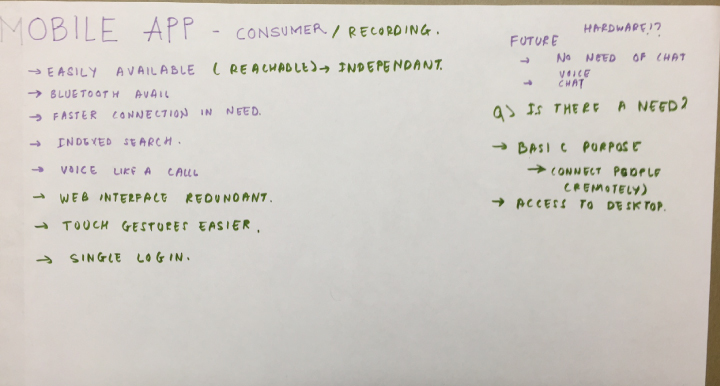 MOBILE APP - CONSUMER / RECORDING.
→ EASILY AVAILABLE (REACHABLE) → INDEPENDANT.
→ BLUETOOTH AVAIL
→ FASTER CONNECTION IN NEED.
→ INDEXED SEARCH.
→ VOICE LIKE A CALL
→ WEB INTERFACE REDUNDANT.
→ TOUCH GESTURES EASIER.
→ SINGLE LOGIN.
HARDWARE!?
FUTURE
→ NO NEED OF CHAT
VOICE
→ CHAT
Q) IS THERE A NEED?
→ BASIC PURPOSE
→ CONNECT PEOPLE
(REMOTELY)
→ ACCESS TO DESKTOP.